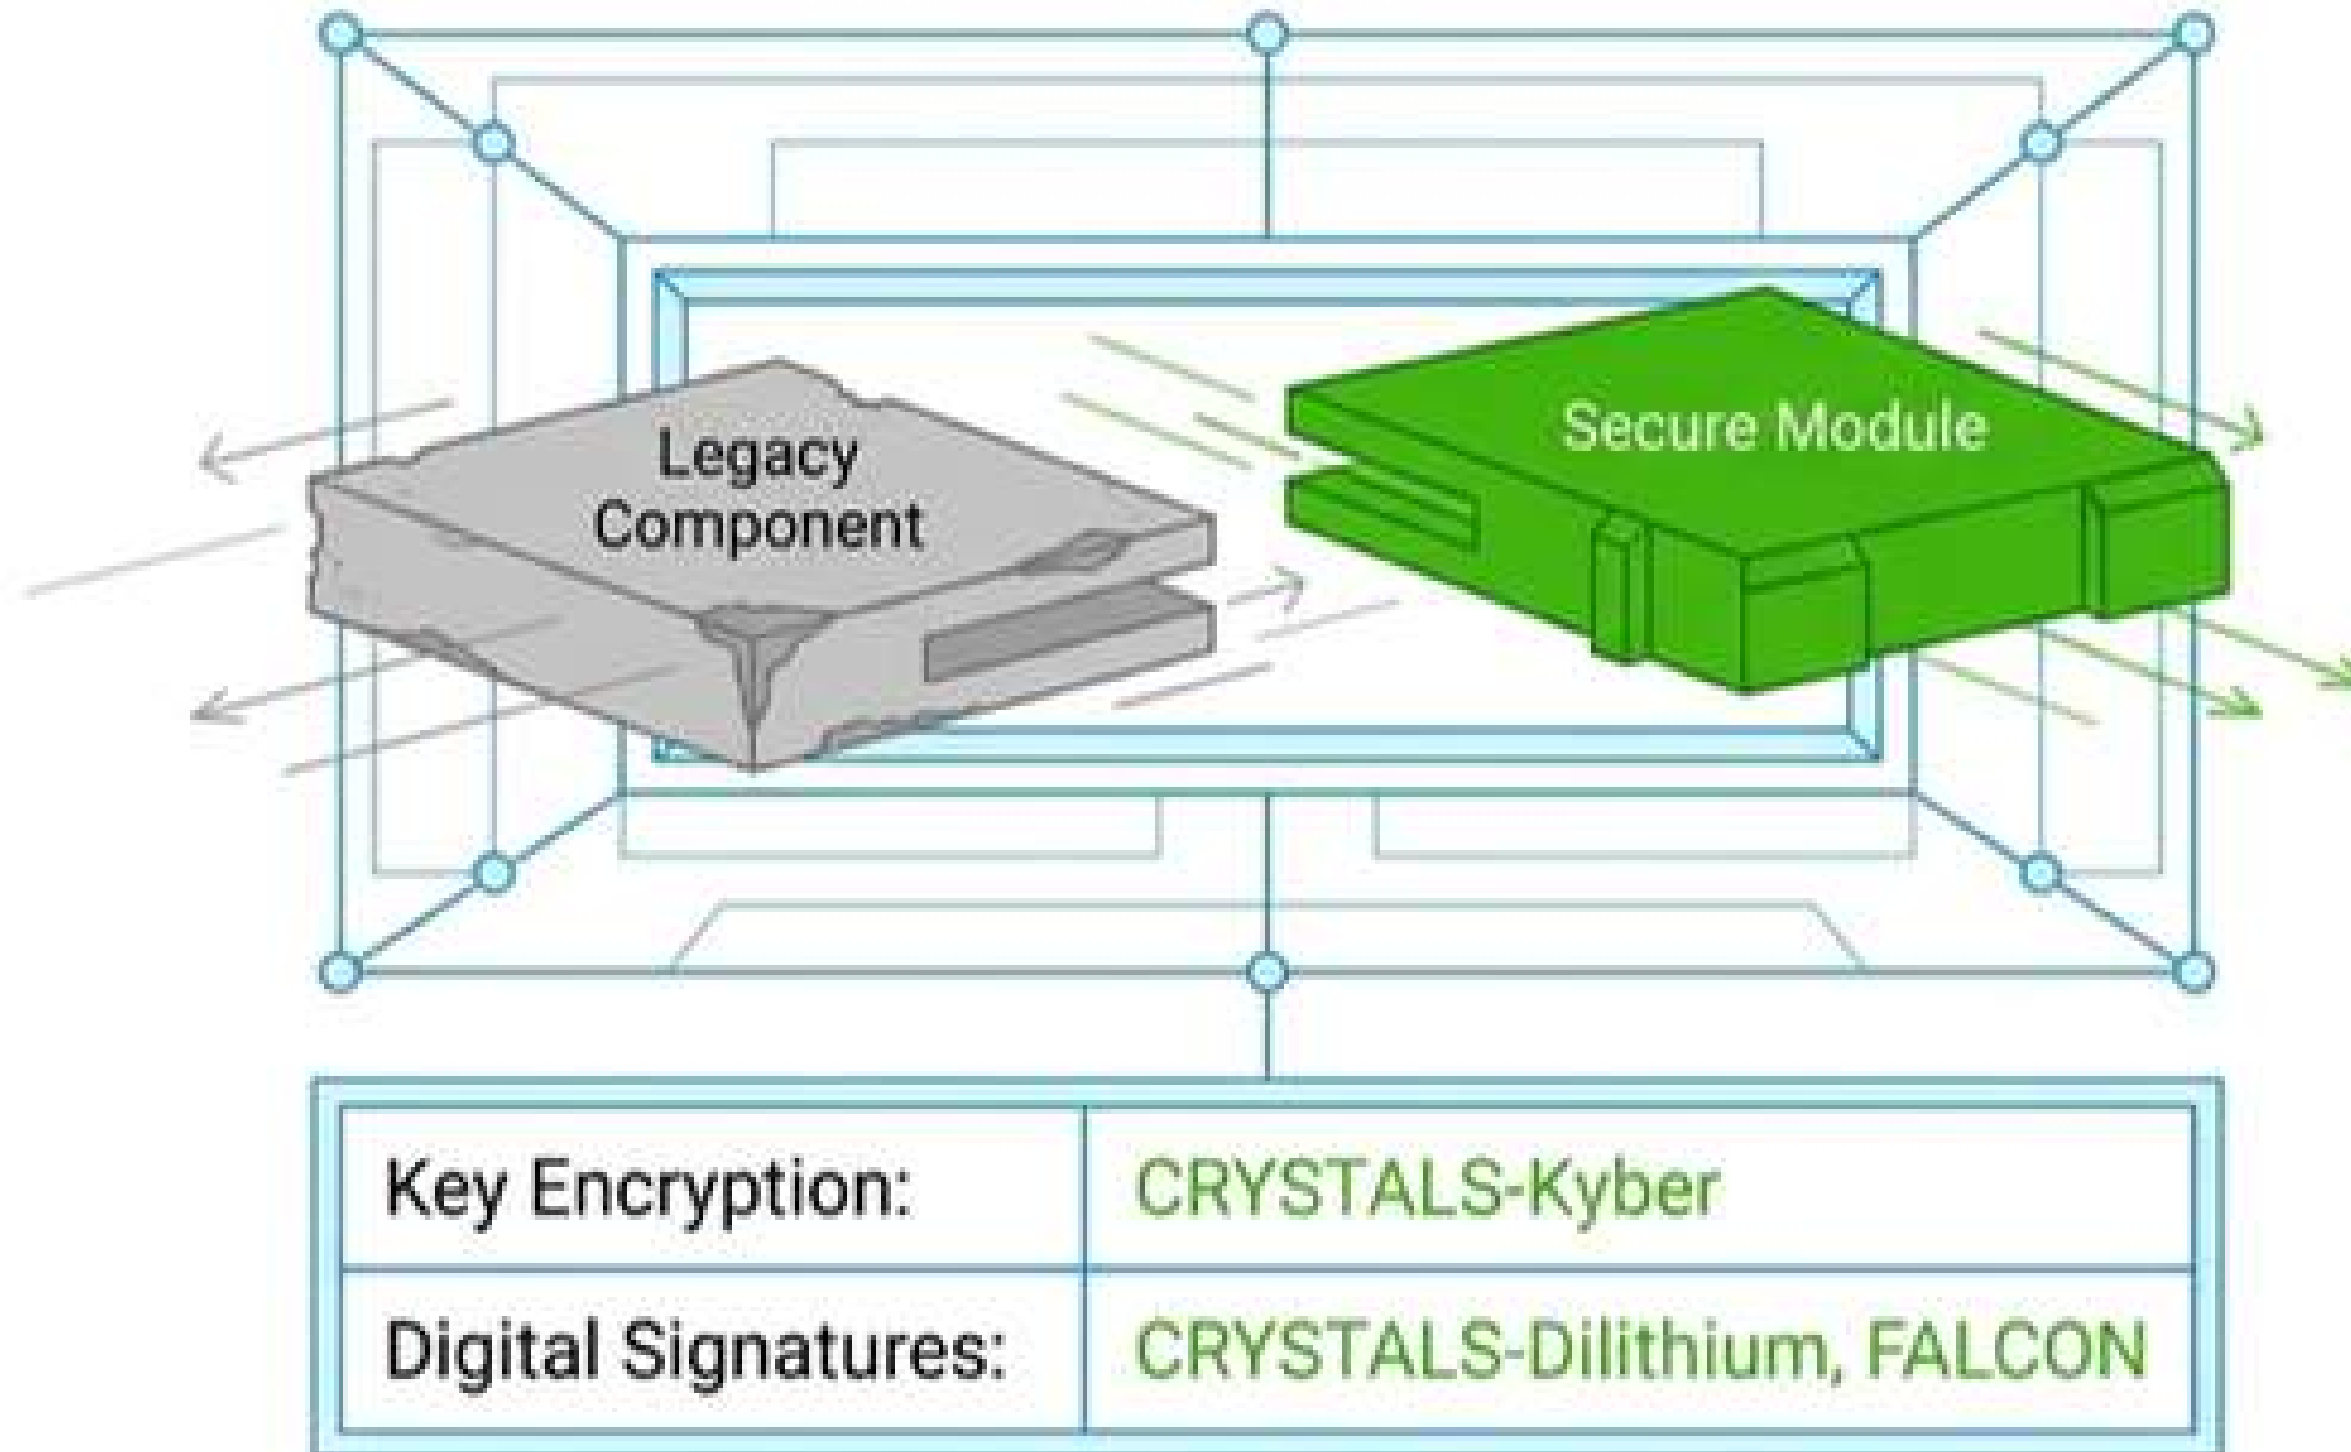 Legacy
Component
Secure Module
Key Encryption: CRYSTALS-Kyber
Digital Signatures: CRYSTALS-Dilithium, FALCON